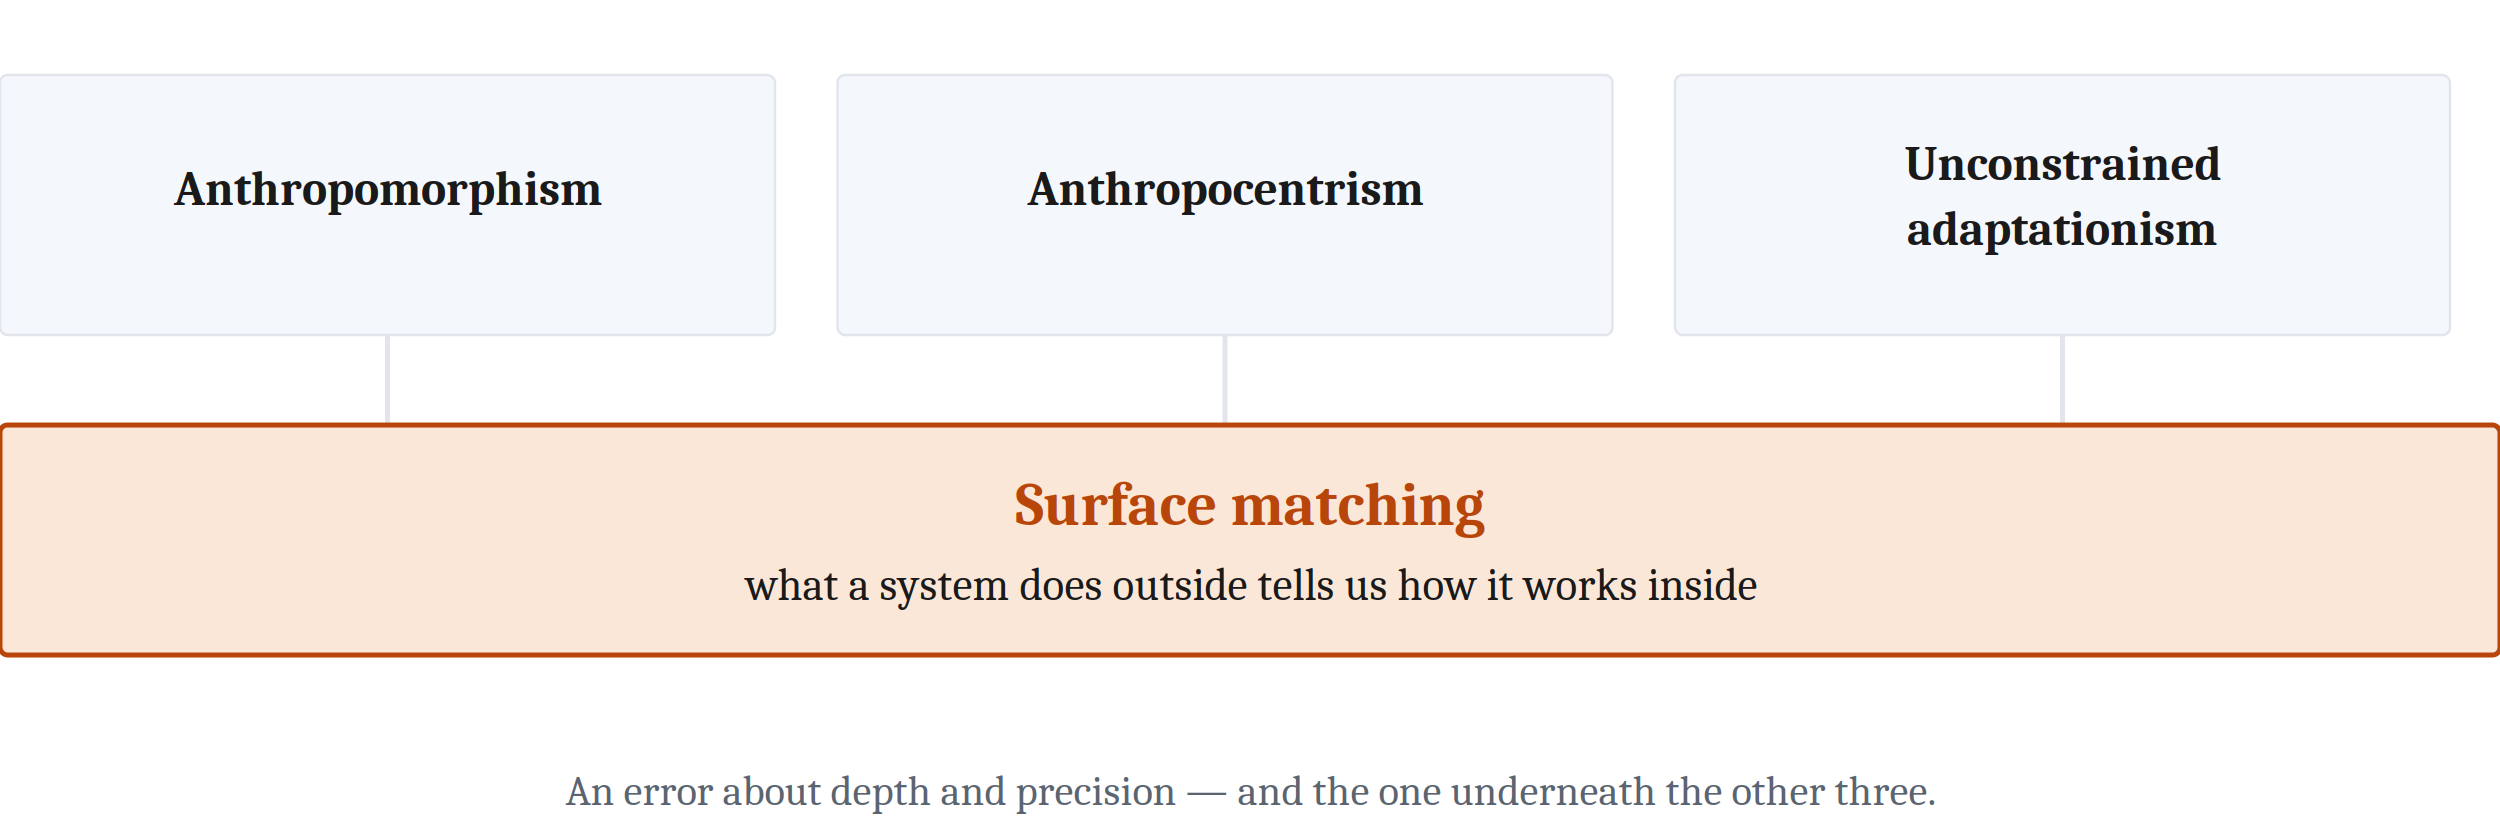 Anthropomorphism
Anthropocentrism
Unconstrained
adaptationism
Surface matching
what a system does outside tells us how it works inside
An error about depth and precision — and the one underneath the other three.